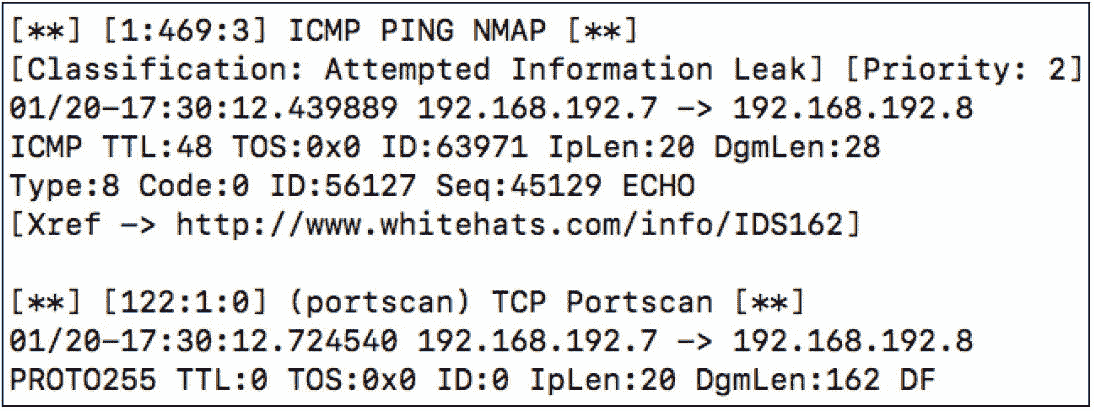 [**] [1:469:3] ICMP PING NMAP [**]
[Classification: Attempted Information Leak] [Priority: 2]
01/20-17:30:12.439889 192.168.192.7 -> 192.168.192.8
ICMP TTL:48 TOS:0x0 ID:63971 IpLen:20 DgmLen:28
Type:8 Code:0 ID:56127 Seq:45129 ECHO
[Xref -> http://www.whitehats.com/info/IDS162]

[**] [122:1:0] (portscan) TCP Portscan [**]
01/20-17:30:12.724540 192.168.192.7 -> 192.168.192.8
PROTO255 TTL:0 TOS:0x0 ID:0 IpLen:20 DgmLen:162 DF